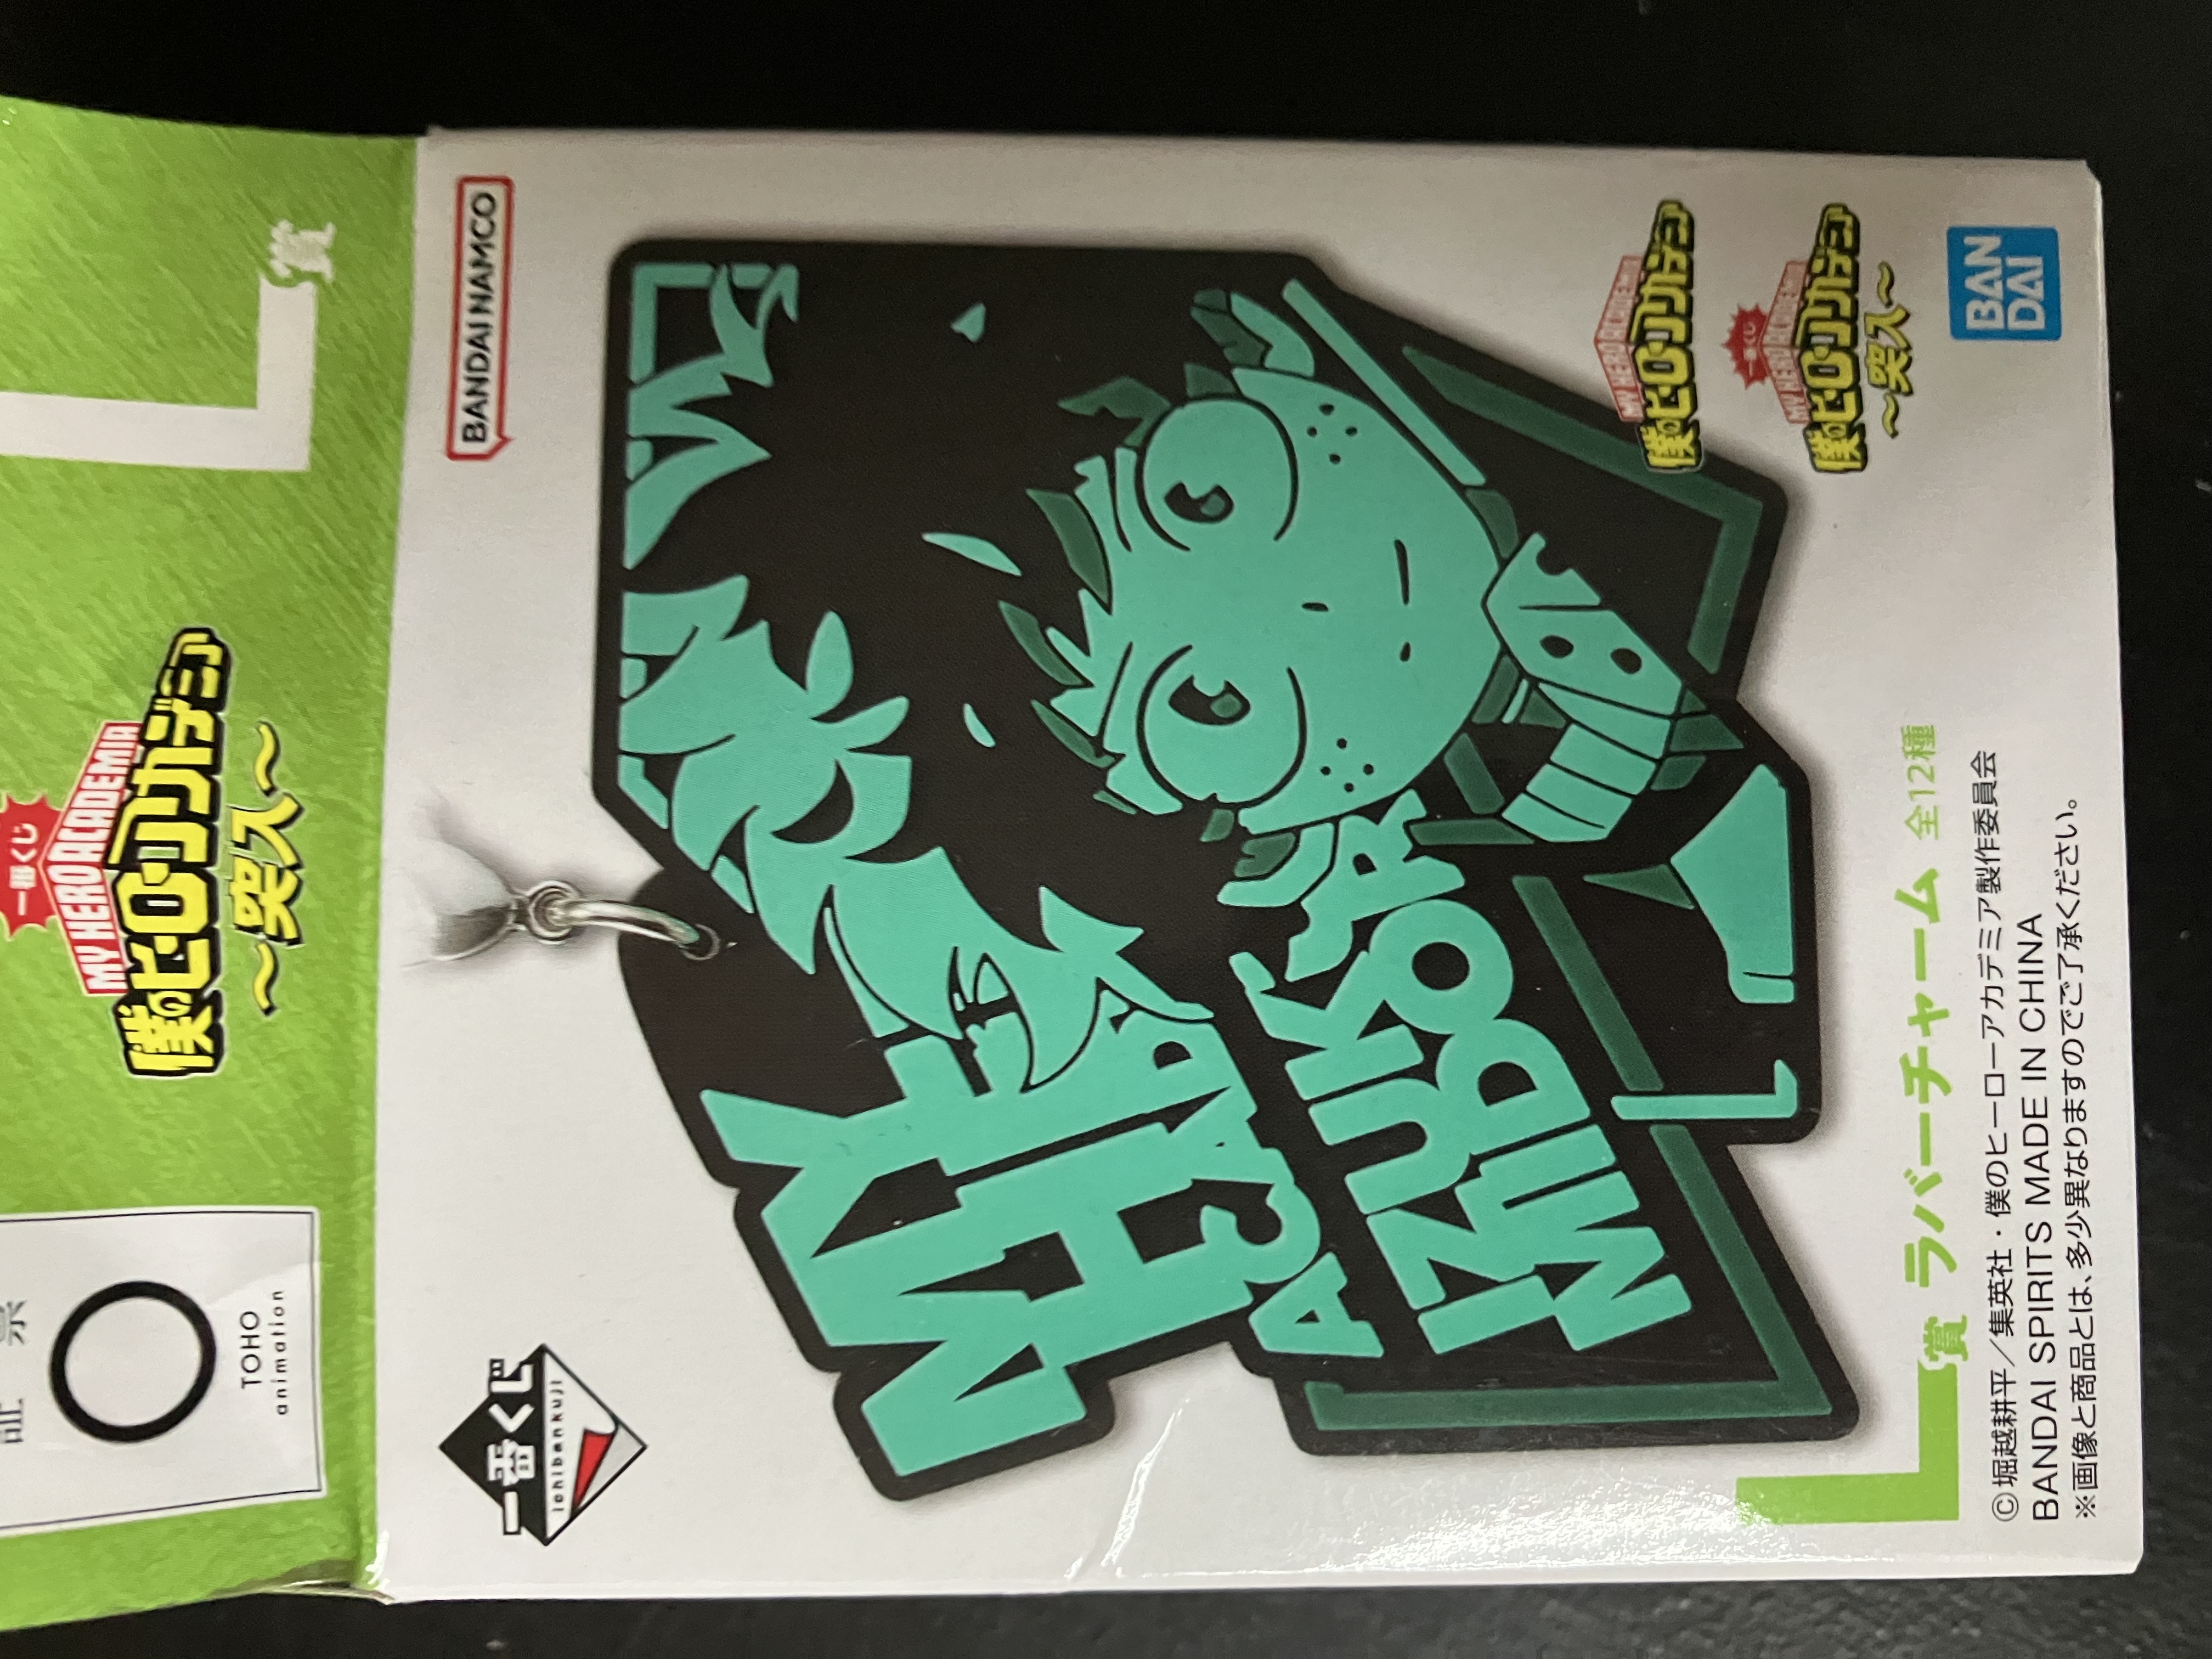 L賞
一番くじ
MY HERO ACADEMIA
僕のヒーローアカデミア
〜突入〜
TOHO
animation
一番くじ
ichibankuji
BANDAI NAMCO
MY
HERO
ACADEMIA
IZUKU
MIDORIYA
MY HERO ACADEMIA
僕のヒーローアカデミア
一番くじ
MY HERO ACADEMIA
僕のヒーローアカデミア
〜突入〜
BAN
DAI
L賞 ラバーチャーム 全12種
©堀越耕平/集英社・僕のヒーローアカデミア製作委員会
BANDAI SPIRITS MADE IN CHINA
※画像と商品とは、多少異なりますのでご了承ください。